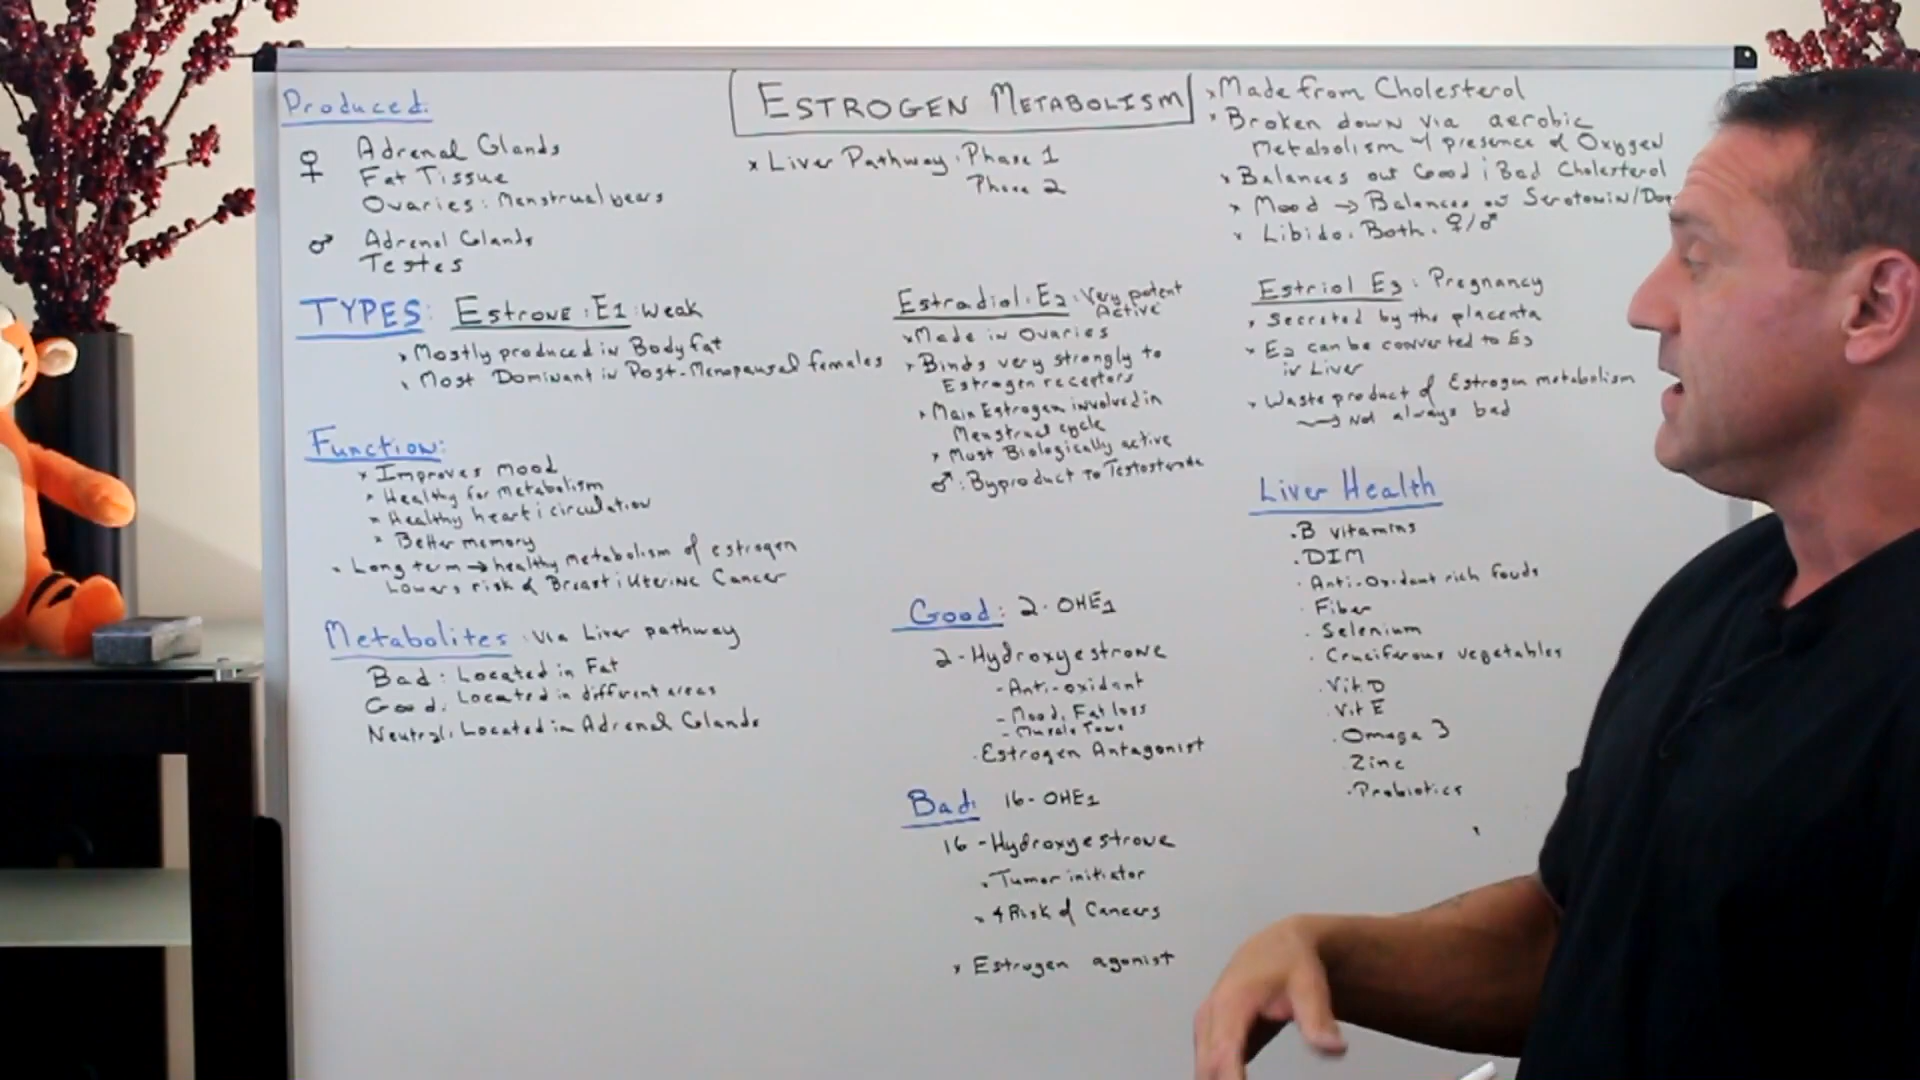 Produced:
♀ Adrenal Glands
Fat Tissue
Ovaries: Menstrual years
♂ Adrenal Glands
Testes
ESTROGEN METABOLISM
x Liver Pathway: Phase 1
Phase 2
x Made from Cholesterol
x Broken down via aerobic
Metabolism w/ presence of Oxygen
x Balances out Good & Bad Cholesterol
x Mood → Balances out Serotonin/Dop
x Libido: Both: ♀/♂
TYPES: Estrone: E1: Weak
x Mostly produced in Body fat
x Most Dominant in Post-Menopausal females
Estradiol: E2: Very potent
Active
x Made in Ovaries
x Binds very strongly to
Estrogen receptors
x Main Estrogen involved in
Menstrual cycle
x Most Biologically active
♂: Byproduct to Testosterone
Estriol E3: Pregnancy
x Secreted by the placenta
x E2 can be converted to E3
in Liver
x Waste product of Estrogen metabolism
→ Not always bad
Function:
x Improves mood
x Healthy for metabolism
x Healthy heart & circulation
x Better memory
x Long term → healthy metabolism of estrogen
Lowers risk of Breast & Uterine Cancer
Metabolites: via Liver pathway
Bad: Located in Fat
Good: Located in different areas
Neutral: Located in Adrenal Glands
Good: 2-OHE1
2-Hydroxyestrone
- Anti-oxidant
- Mood, Fat loss
- Muscle Tone
· Estrogen Antagonist
Bad: 16-OHE1
16-Hydroxyestrone
x Tumor initiator
x ↑ Risk of Cancers
x Estrogen agonist
Liver Health
· B vitamins
· DIM
· Anti-Oxidant rich foods
· Fiber
· Selenium
· Cruciferous vegetables
· Vit D
· Vit E
· Omega 3
· Zinc
· Probiotics